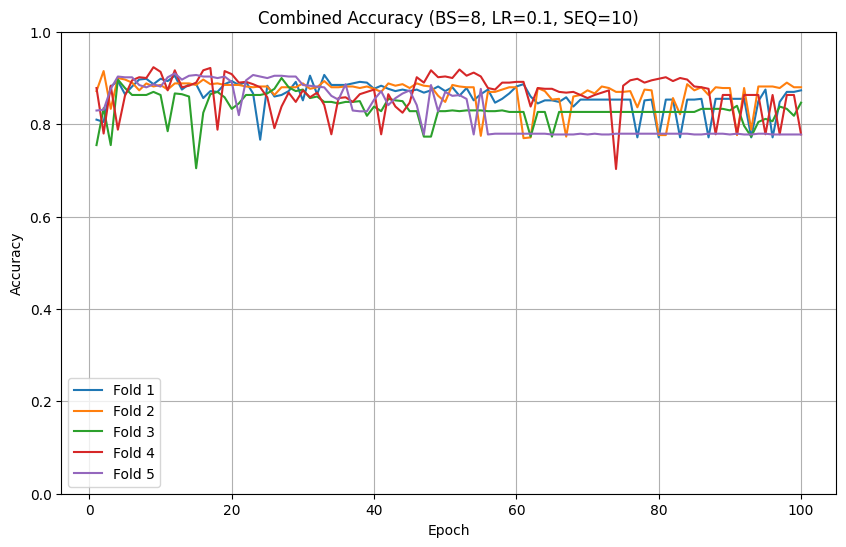 Combined Accuracy (BS=8, LR=0.1, SEQ=10)
1.0
0.8
0.6
0.4
0.2
0.0
Accuracy
Fold 1
Fold 2
Fold 3
Fold 4
Fold 5
0 20 40 60 80 100
Epoch